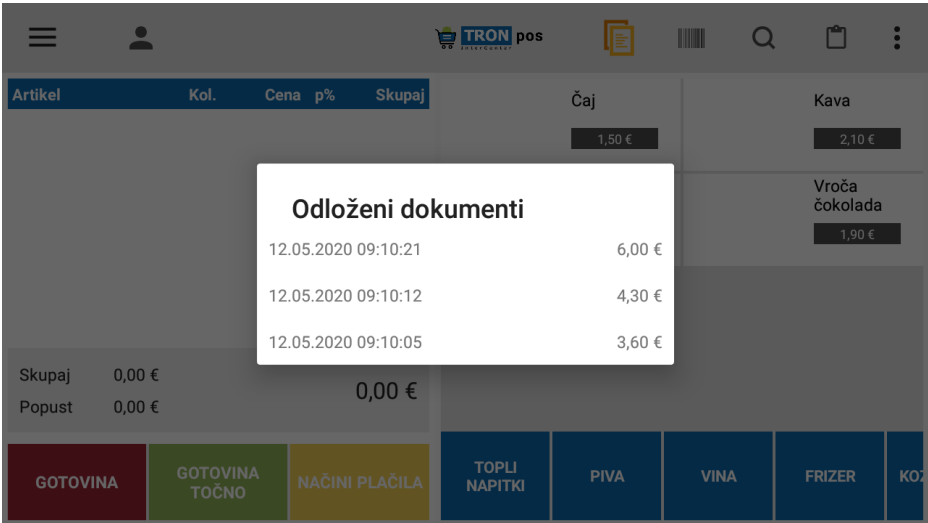 TRON pos
InterCenter
Artikel Kol. Cena p% Skupaj
Čaj
1,50 €
Kava
2,10 €
Vroča
čokolada
1,90 €
Odloženi dokumenti
12.05.2020 09:10:21 6,00 €
12.05.2020 09:10:12 4,30 €
12.05.2020 09:10:05 3,60 €
Skupaj 0,00 €
0,00 €
Popust 0,00 €
GOTOVINA
GOTOVINA
TOČNO
NAČINI PLAČILA
TOPLI
NAPITKI
PIVA
VINA
FRIZER